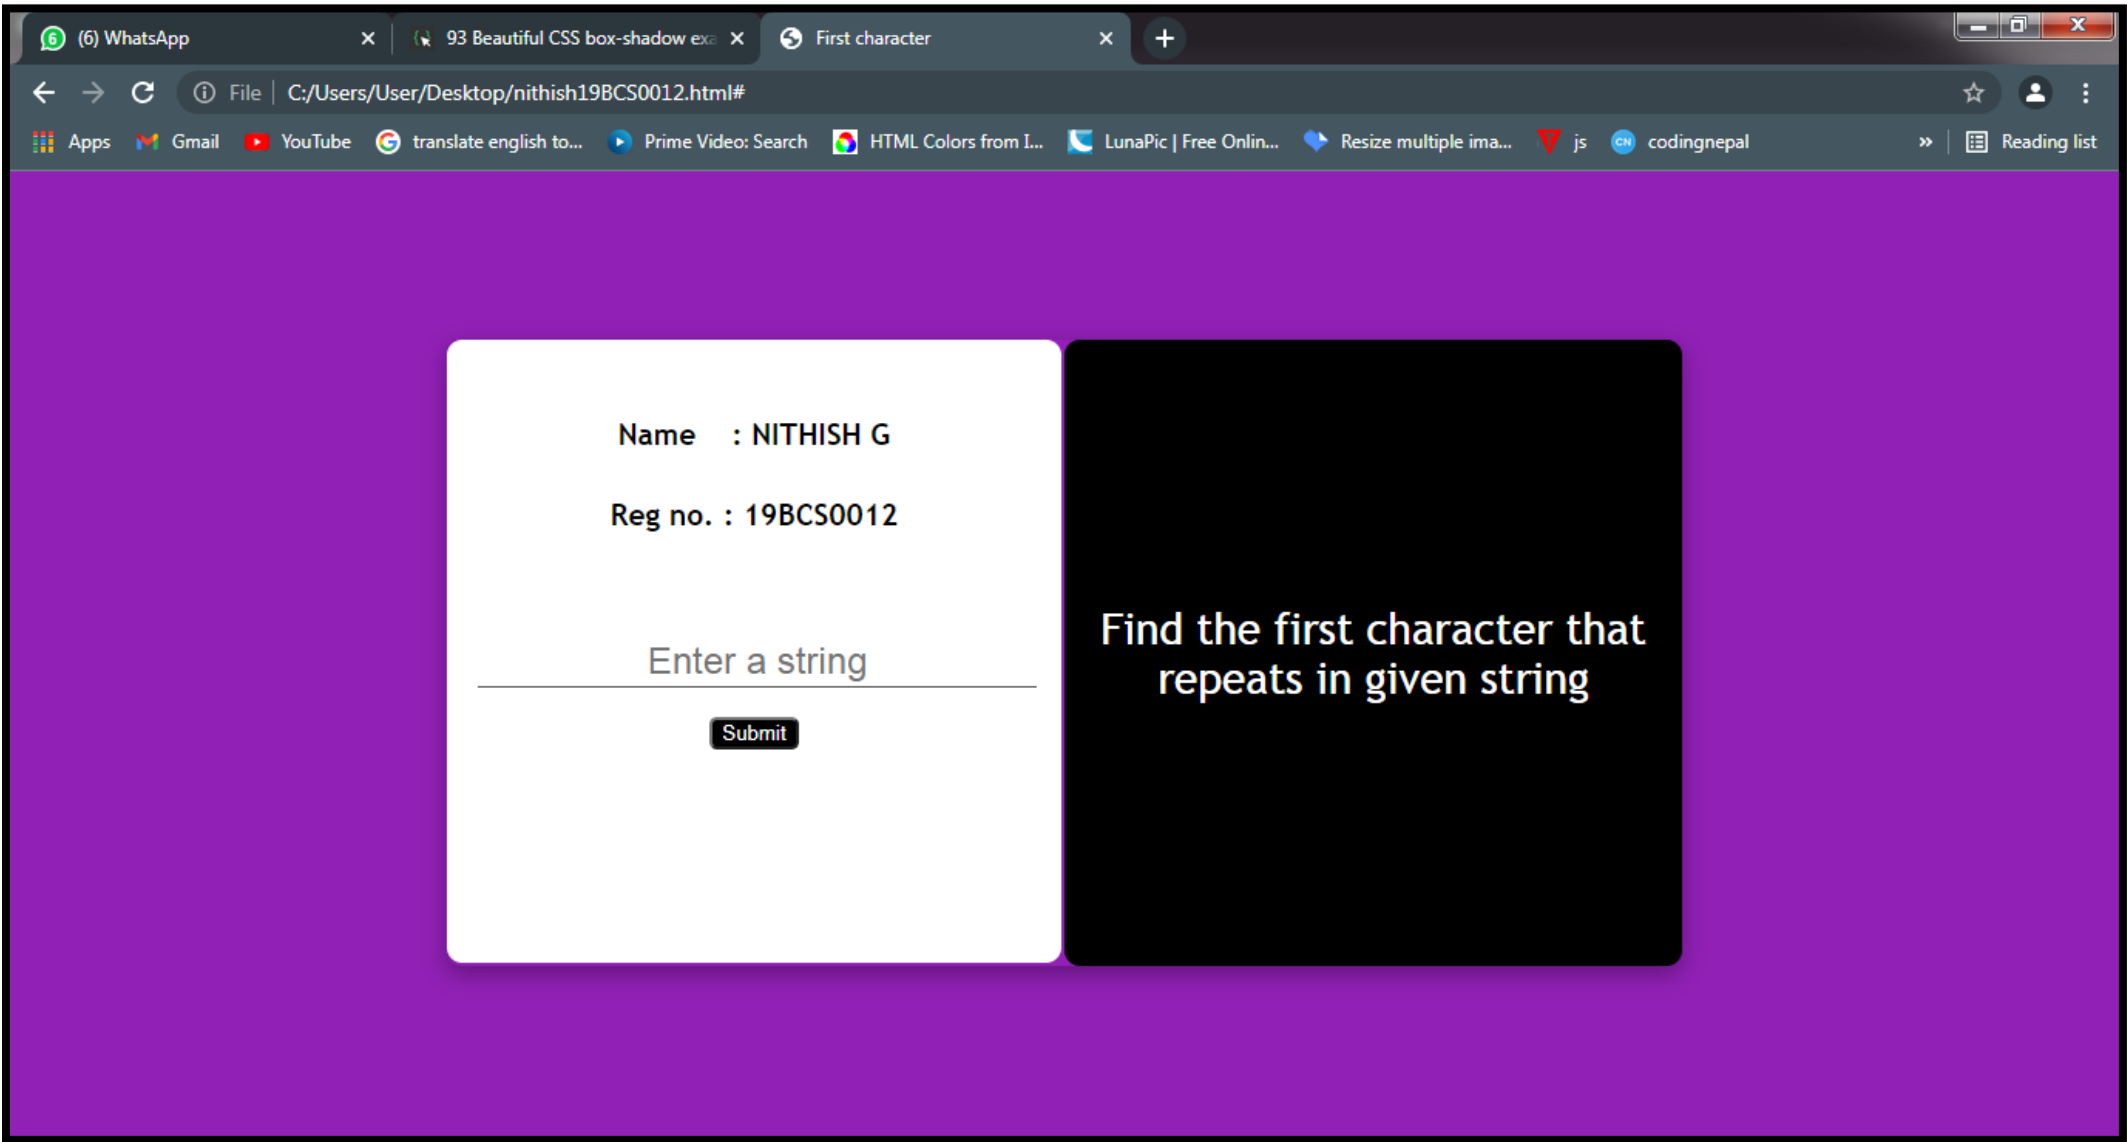 (6) WhatsApp
93 Beautiful CSS box-shadow exa
First character
File
C:/Users/User/Desktop/nithish19BCS0012.html#
Apps
Gmail
YouTube
translate english to...
Prime Video: Search
HTML Colors from I...
LunaPic | Free Onlin...
Resize multiple ima...
js
codingnepal
»
Reading list
Name : NITHISH G
Reg no. : 19BCS0012
Enter a string
Submit
Find the first character that
repeats in given string